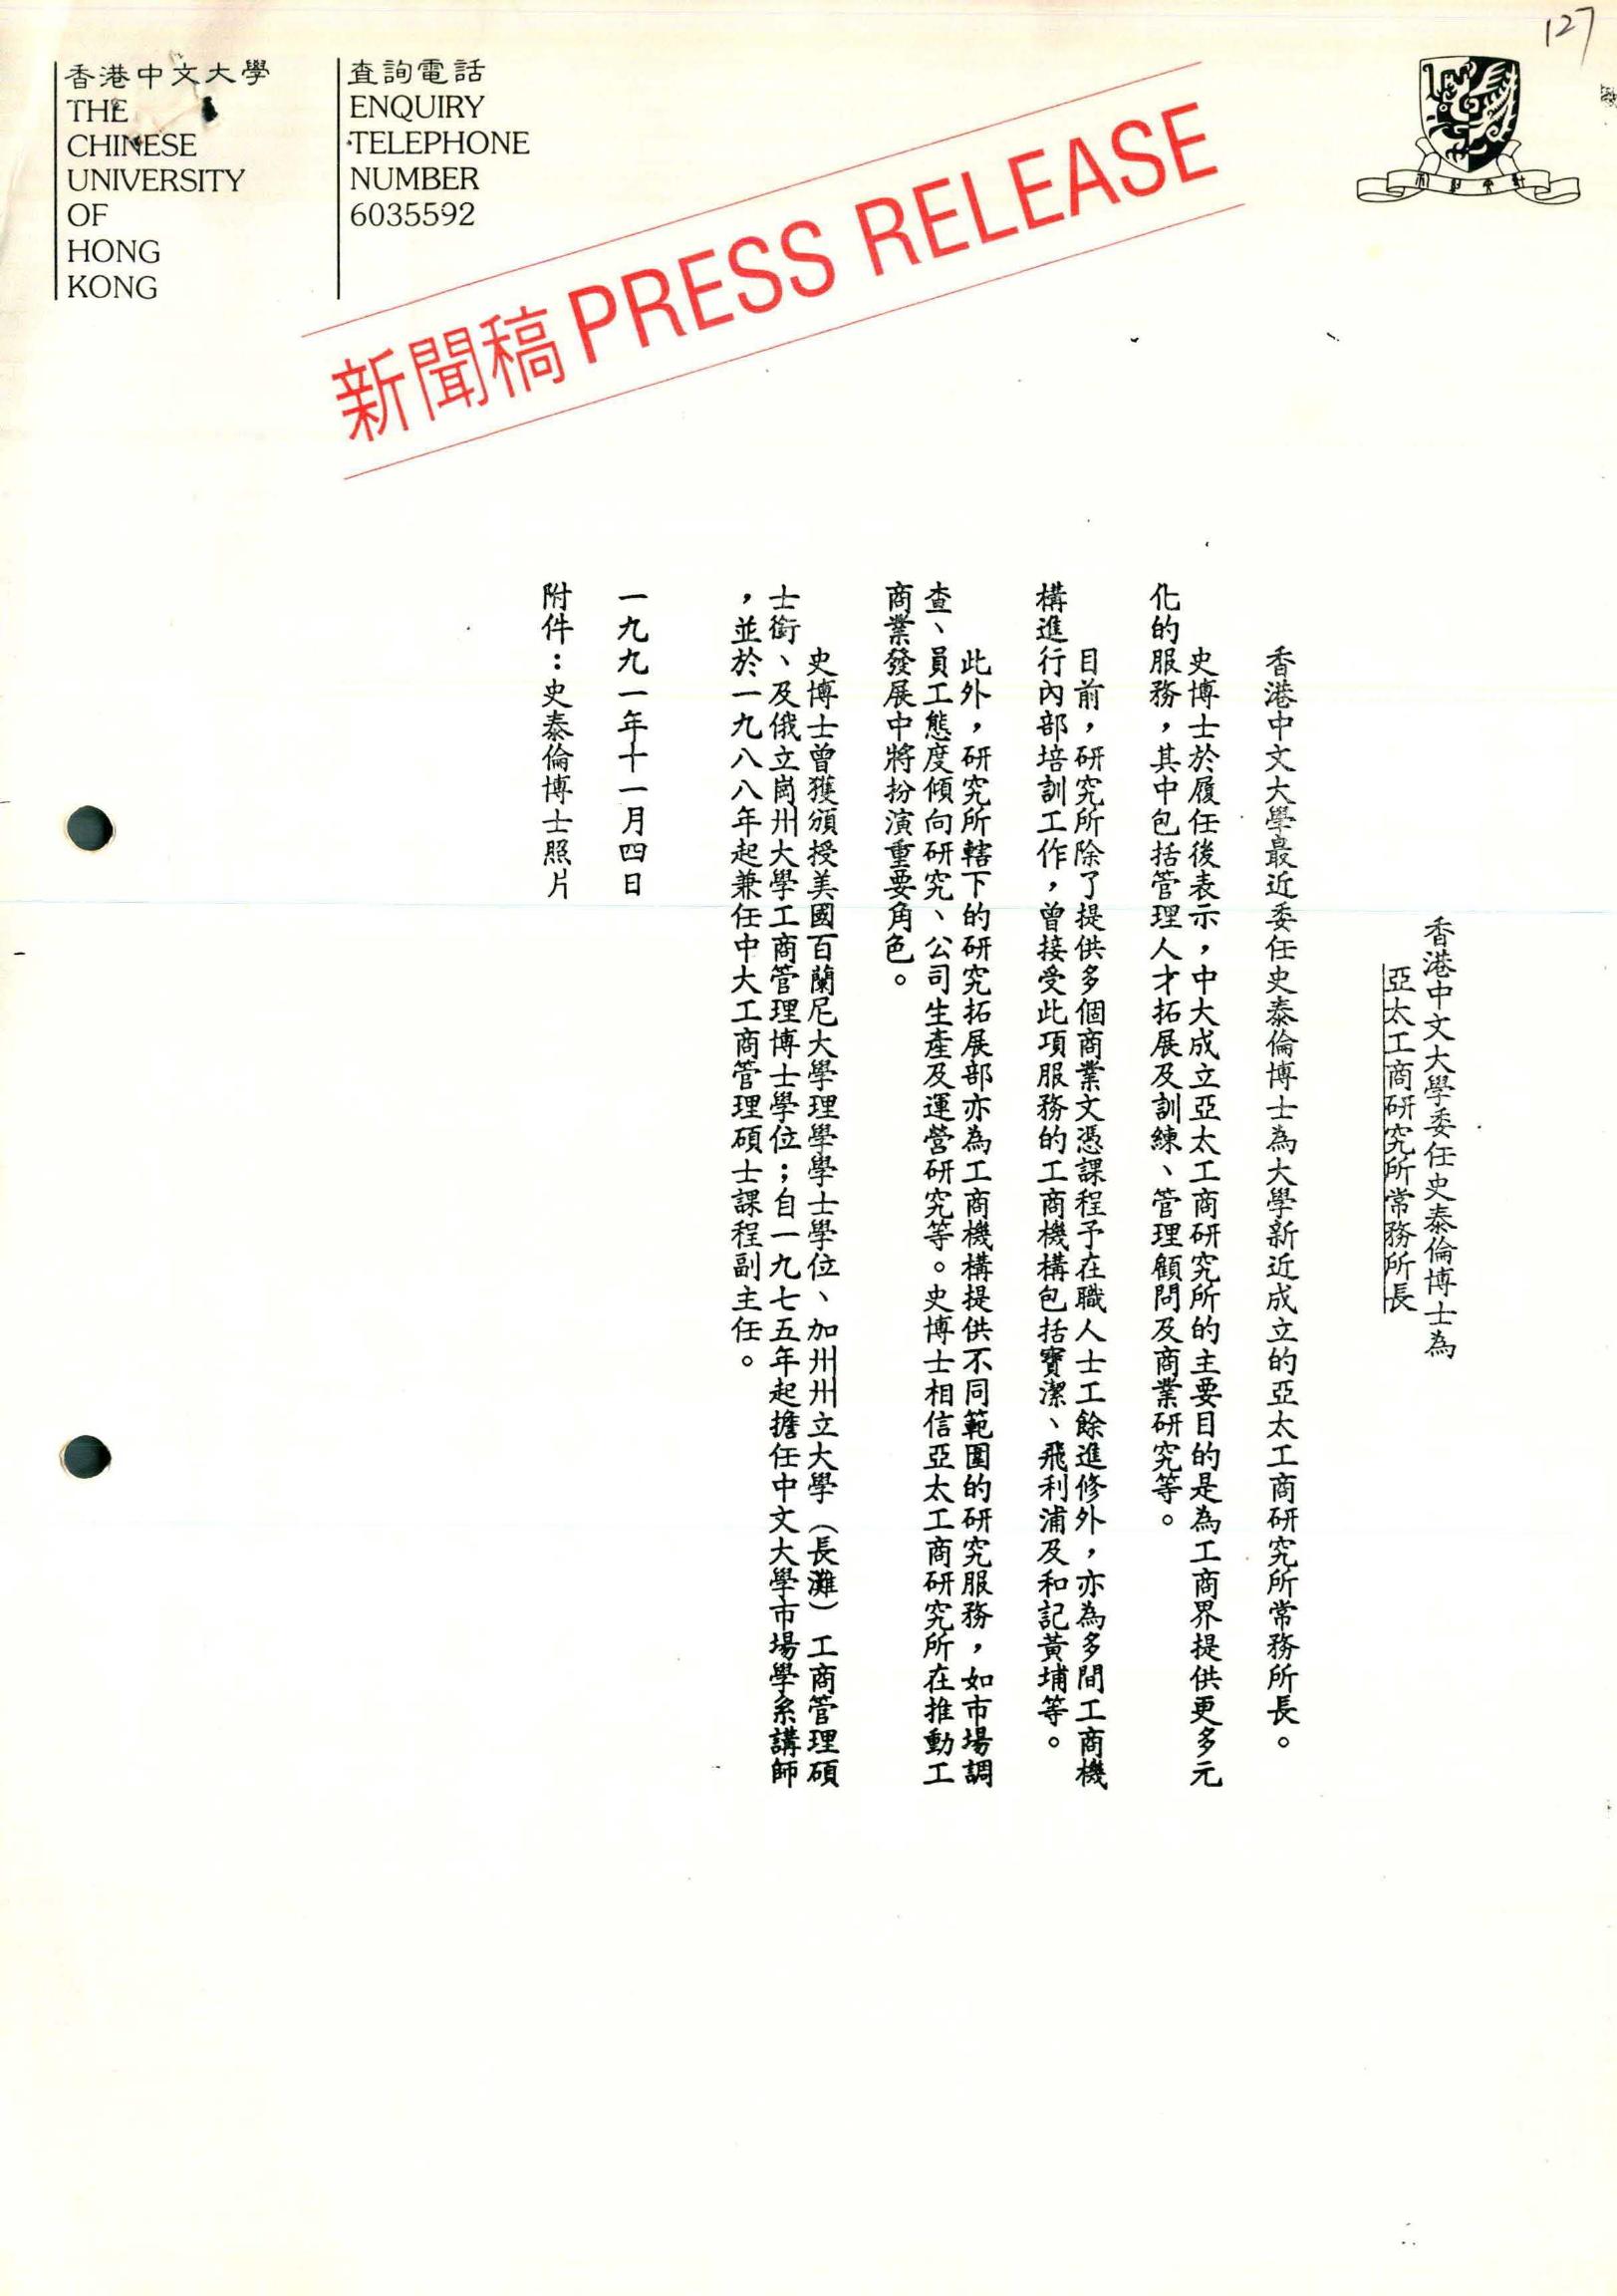 127
香港中文大學
THE
CHINESE
UNIVERSITY
OF
HONG
KONG
查詢電話
ENQUIRY
TELEPHONE
NUMBER
6035592
新聞稿 PRESS RELEASE
香港中文大學委任史泰倫博士為
亞太工商研究所常務所長
香港中文大學最近委任史泰倫博士為大學新近成立的亞太工商研究所常務所長。
史博士於履任後表示，中大成立亞太工商研究所的主要目的是為工商界提供更多元
化的服務，其中包括管理人才拓展及訓練、管理顧問及商業研究等。
目前，研究所除了提供多個商業文憑課程予在職人士工餘進修外，亦為多間工商機
構進行內部培訓工作，曾接受此項服務的工商機構包括寶潔、飛利浦及和記黃埔等。
此外，研究所轄下的研究拓展部亦為工商機構提供不同範圍的研究服務，如市場調
查、員工態度傾向研究、公司生產及運營研究等。史博士相信亞太工商研究所在推動工
商業發展中將扮演重要角色。
史博士曾獲頒授美國百蘭尼大學理學學士學位、加州州立大學（長灘）工商管理碩
士銜、及俄立崗州大學工商管理博士學位；自一九七五年起擔任中文大學市場學系講師
，並於一九八八年起兼任中大工商管理碩士課程副主任。
一九九一年十一月四日
附件：史泰倫博士照片